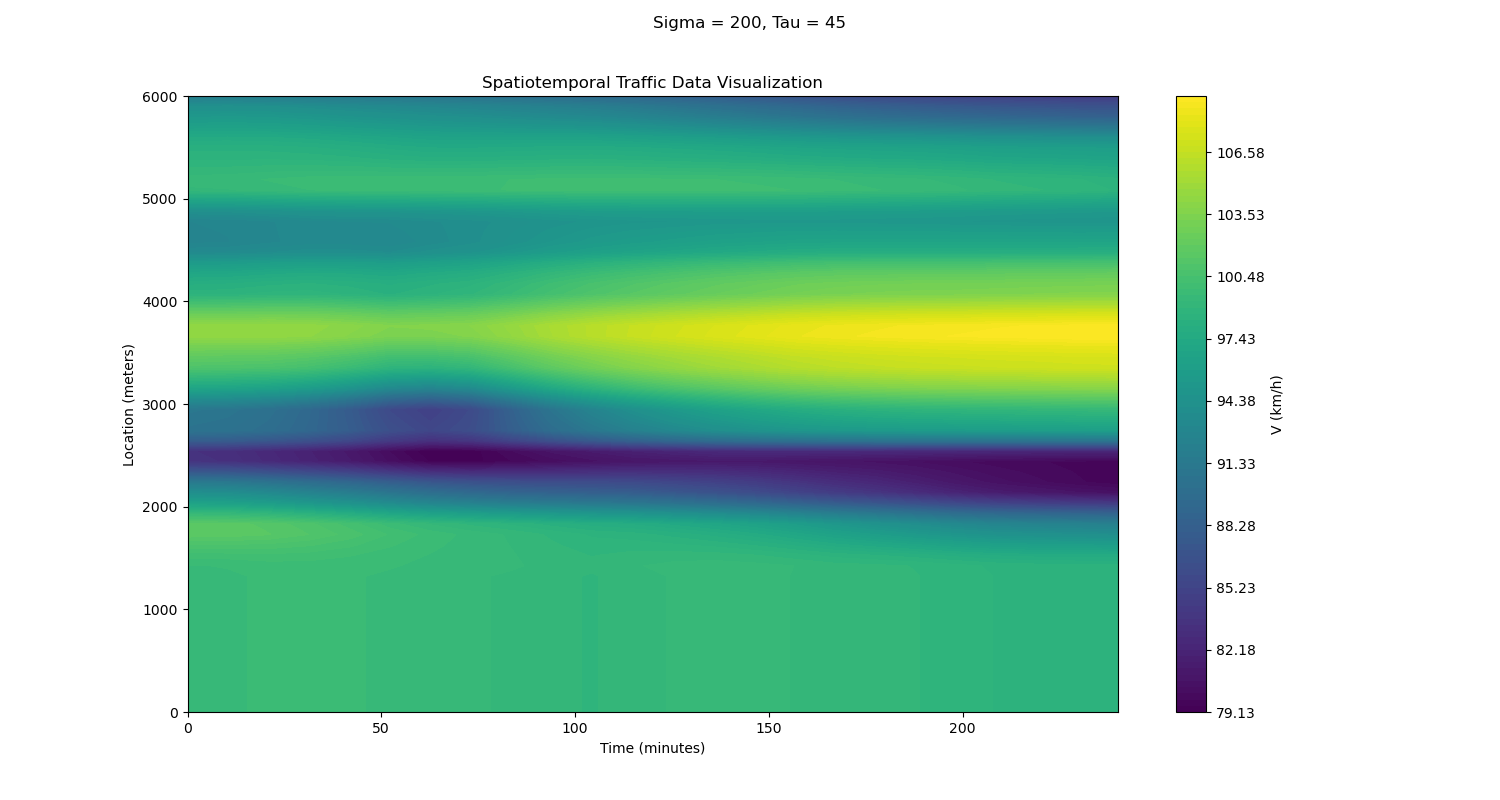 Sigma = 200, Tau = 45
Spatiotemporal Traffic Data Visualization
6000
5000
4000
3000
2000
1000
0
Location (meters)
0 50 100 150 200
Time (minutes)
106.58
103.53
100.48
97.43
94.38
91.33
88.28
85.23
82.18
79.13
V (km/h)